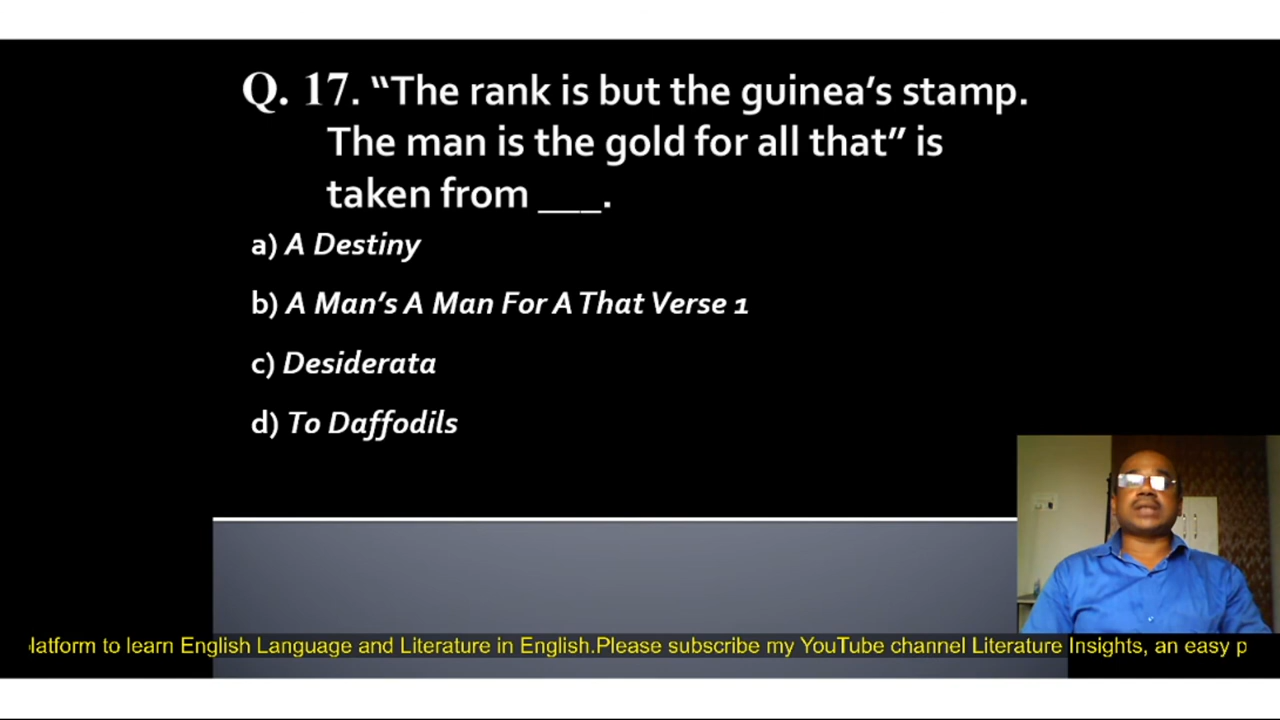 Q. 17. “The rank is but the guinea’s stamp.
The man is the gold for all that” is
taken from ___.
a) A Destiny
b) A Man’s A Man For A That Verse 1
c) Desiderata
d) To Daffodils
latform to learn English Language and Literature in English.Please subscribe my YouTube channel Literature Insights, an easy p